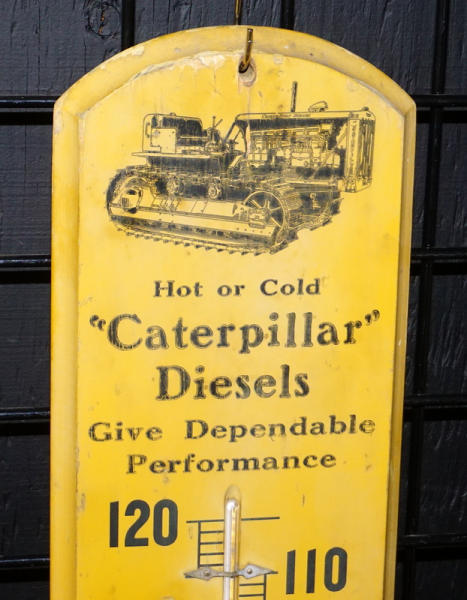 Hot or Cold
"Caterpillar"
Diesels
Give Dependable
Performance
120
110